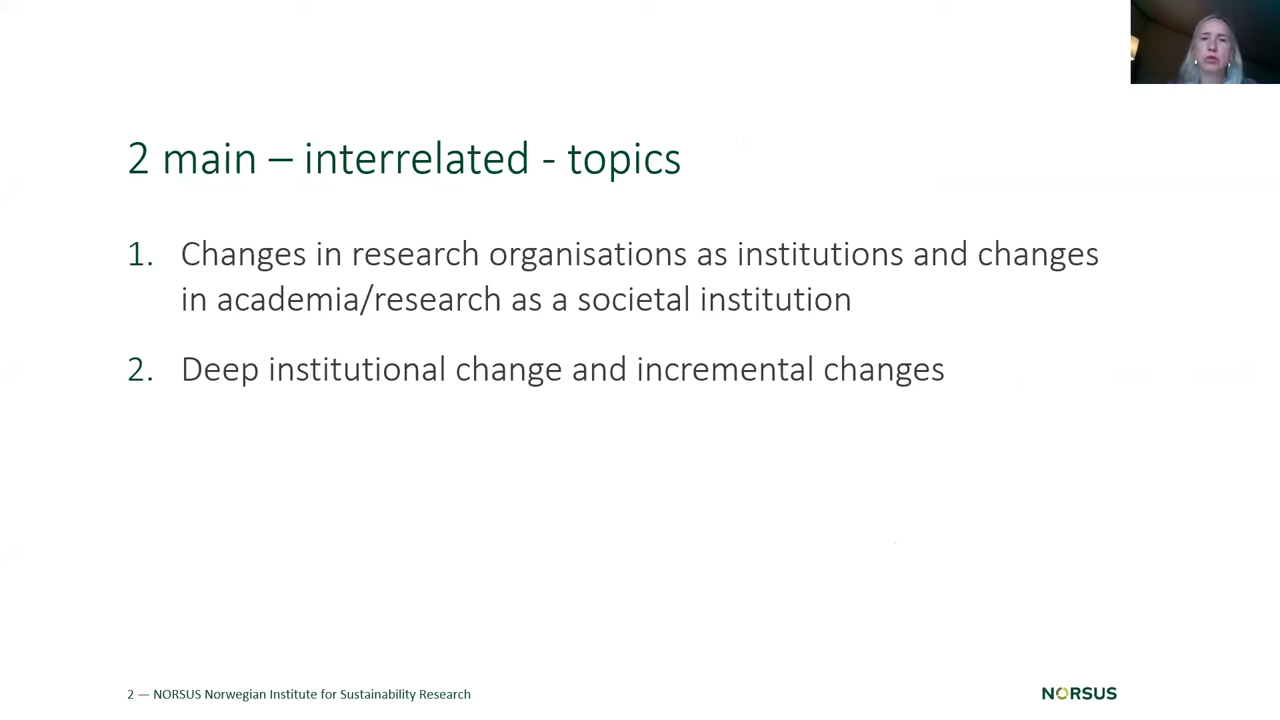 2 main – interrelated - topics
1. Changes in research organisations as institutions and changes
in academia/research as a societal institution
2. Deep institutional change and incremental changes
2 — NORSUS Norwegian Institute for Sustainability Research
NORSUS